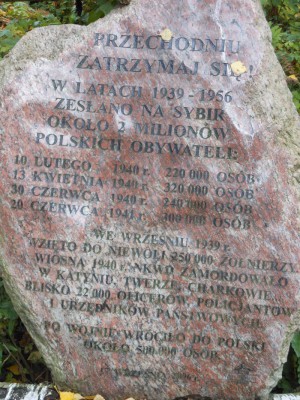 PRZECHODNIU
ZATRZYMAJ SIĘ!
W LATACH 1939 - 1956
ZESŁANO NA SYBIR
OKOŁO 2 MILIONÓW
POLSKICH OBYWATELI
10 LUTEGO 1940 r. 220 000 OSÓB
13 KWIETNIA 1940 r. 320 000 OSÓB
30 CZERWCA 1940 r. 240 000 OSÓB
20 CZERWCA 1941 r. 300 000 OSÓB
WE WRZEŚNIU 1939 r.
WZIĘTO DO NIEWOLI 250 000 ŻOŁNIERZY
WIOSNĄ 1940 r. NKWD ZAMORDOWAŁO
W KATYNIU, TWERZE, CHARKOWIE,
BLISKO 22 000 OFICERÓW, POLICJANTÓW
I URZĘDNIKÓW PAŃSTWOWYCH.
PO WOJNIE WRÓCIŁO DO POLSKI
OKOŁO 500 000 OSÓB
17 WRZEŚNIA